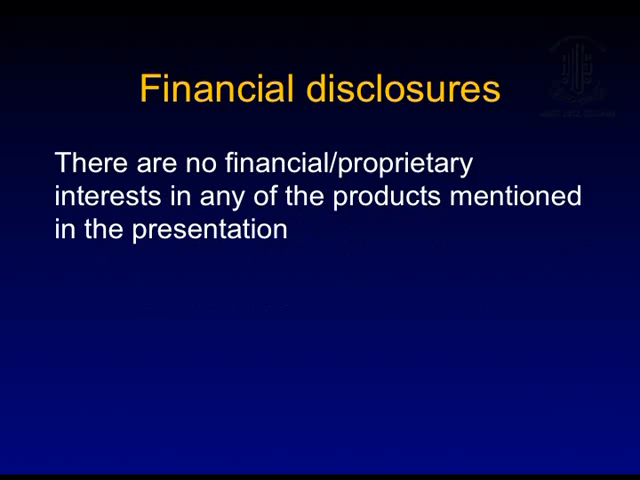 Financial disclosures
There are no financial/proprietary
interests in any of the products mentioned
in the presentation